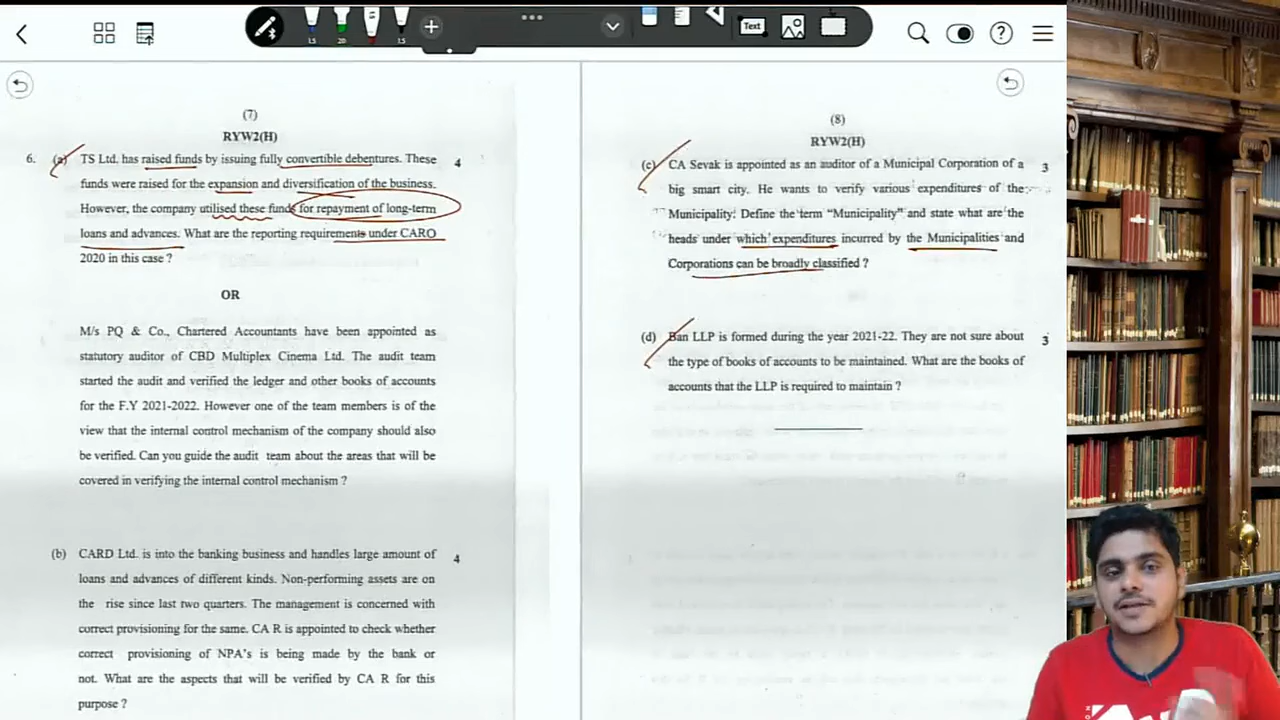 1.5
20
1.5
Text
(7)
RYW2(H)
6. (a) TS Ltd. has raised funds by issuing fully convertible debentures. These 4
funds were raised for the expansion and diversification of the business.
However, the company utilised these funds for repayment of long-term
loans and advances. What are the reporting requirements under CARO
2020 in this case ?
OR
M/s PQ & Co., Chartered Accountants have been appointed as
statutory auditor of CBD Multiplex Cinema Ltd. The audit team
started the audit and verified the ledger and other books of accounts
for the F.Y 2021-2022. However one of the team members is of the
view that the internal control mechanism of the company should also
be verified. Can you guide the audit team about the areas that will be
covered in verifying the internal control mechanism ?
(b) CARD Ltd. is into the banking business and handles large amount of 4
loans and advances of different kinds. Non-performing assets are on
the rise since last two quarters. The management is concerned with
correct provisioning for the same. CA R is appointed to check whether
correct provisioning of NPA's is being made by the bank or
not. What are the aspects that will be verified by CA R for this
purpose ?
(8)
RYW2(H)
(c) CA Sevak is appointed as an auditor of a Municipal Corporation of a 3
big smart city. He wants to verify various expenditures of the
Municipality. Define the term "Municipality" and state what are the
heads under which expenditures incurred by the Municipalities and
Corporations can be broadly classified ?
(d) Ban LLP is formed during the year 2021-22. They are not sure about 3
the type of books of accounts to be maintained. What are the books of
accounts that the LLP is required to maintain ?